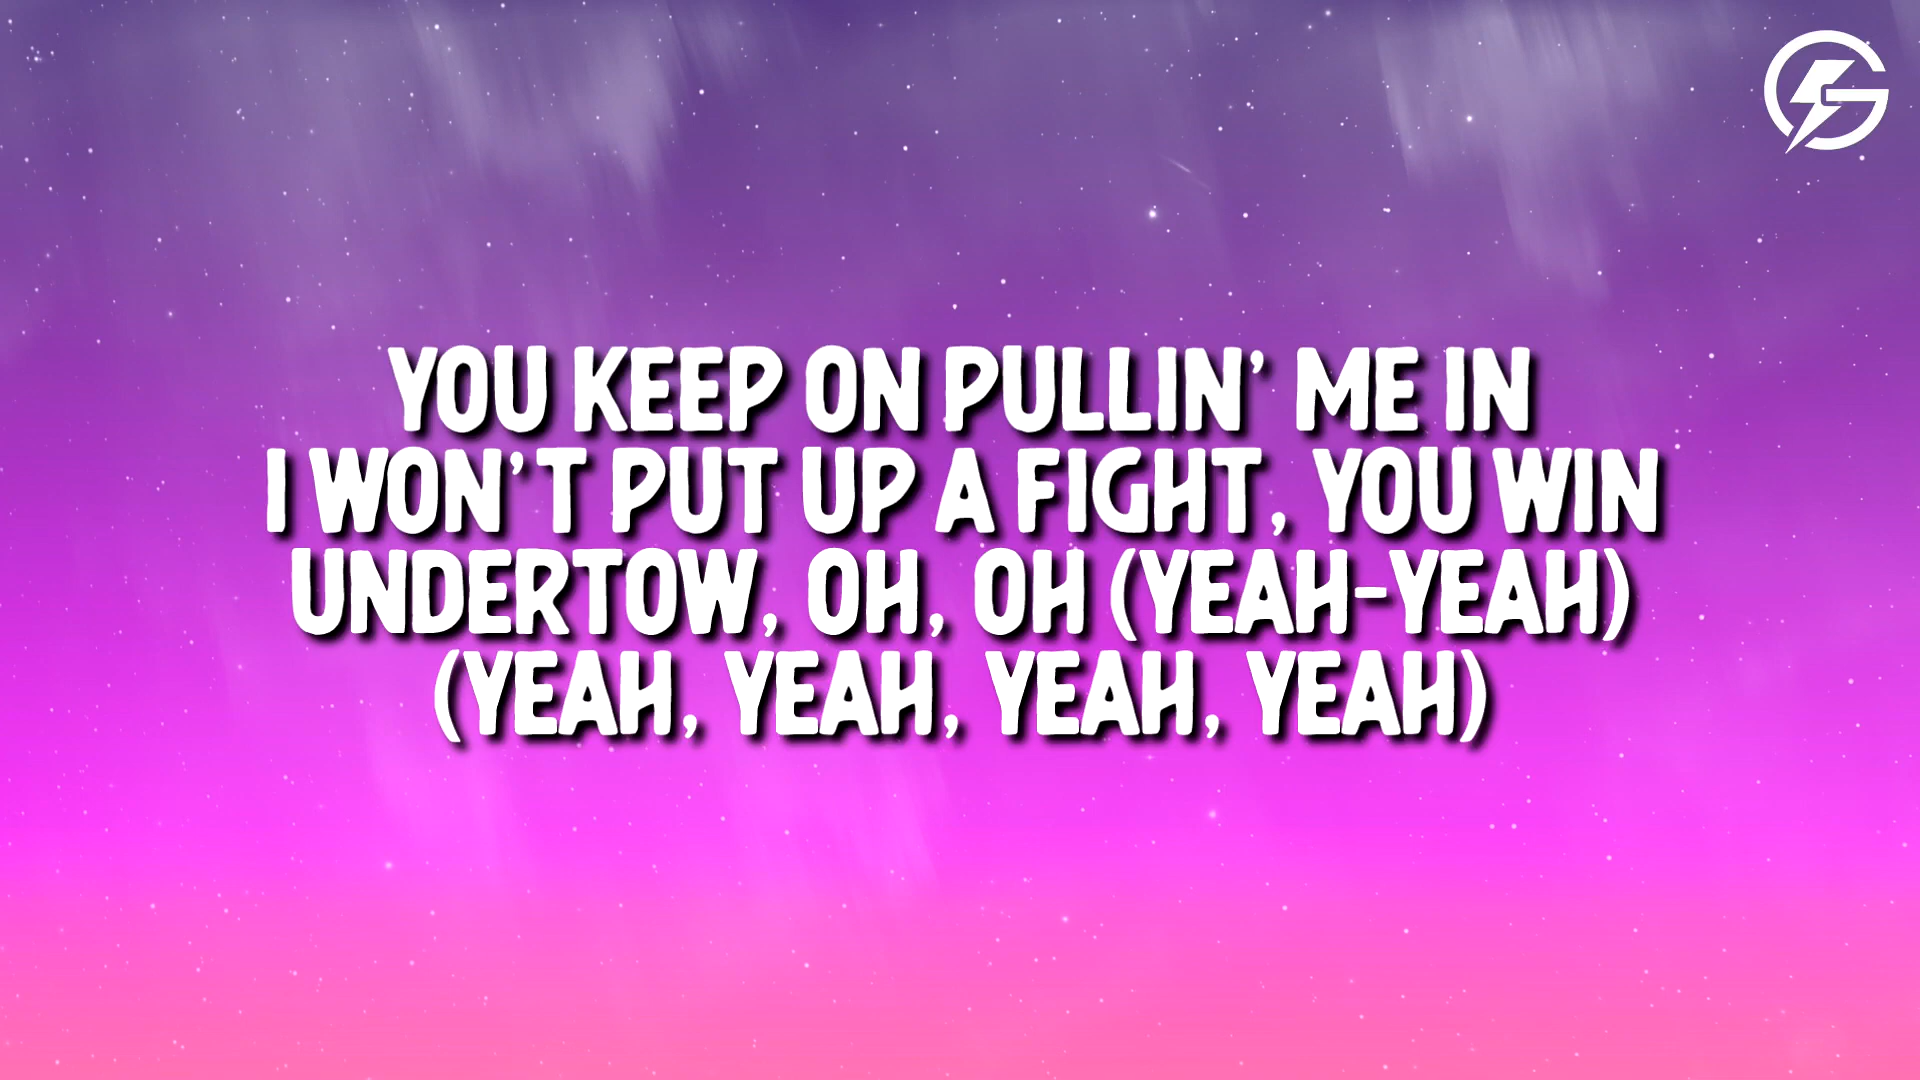 YOU KEEP ON PULLIN' ME IN
I WON'T PUT UP A FIGHT, YOU WIN
UNDERTOW, OH, OH (YEAH-YEAH)
(YEAH, YEAH, YEAH, YEAH)